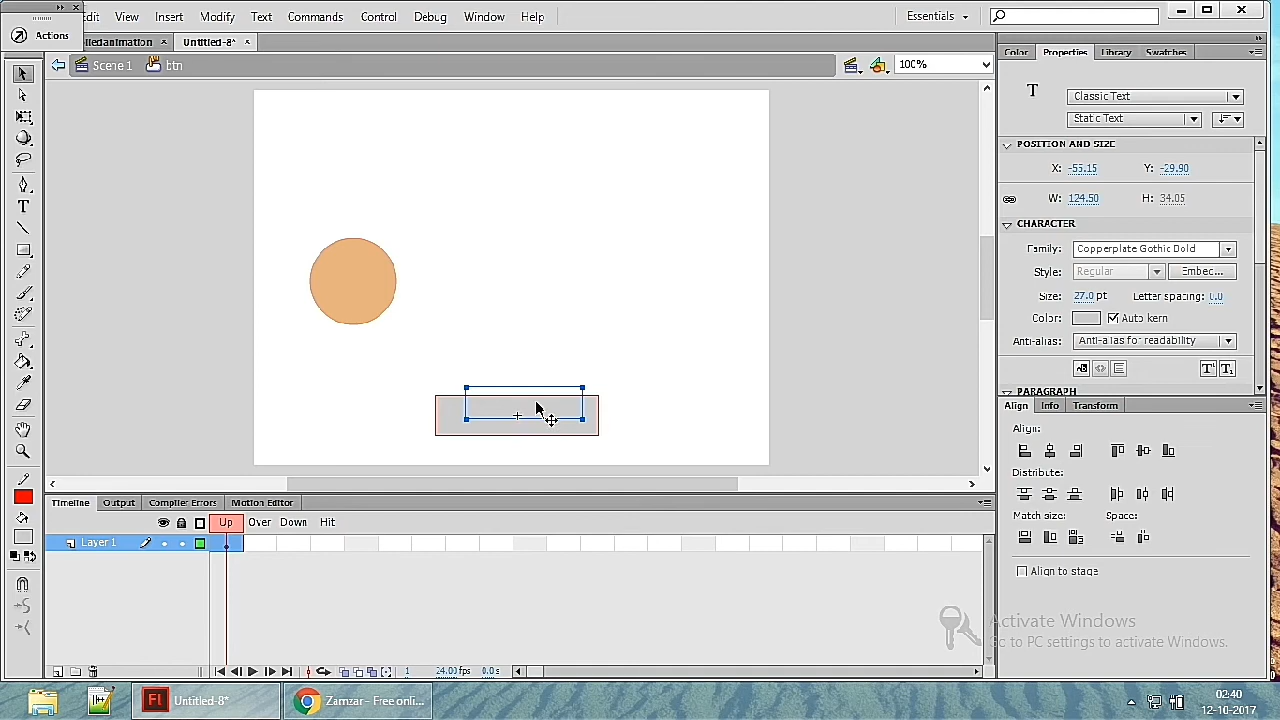 Actions
Edit View Insert Modify Text Commands Control Debug Window Help
Essentials
Untitled-8*
Scene 1 btn 100%
Color Properties Library Swatches
T
Classic Text
Static Text
POSITION AND SIZE
X: -55.15 Y: -29.90
W: 124.50 H: 34.05
CHARACTER
Family: Copperplate Gothic Bold
Style: Regular Embed...
Size: 27.0 pt Letter spacing: 0.0
Color: Auto kern
Anti-alias: Anti-alias for readability
PARAGRAPH
Align Info Transform
Align:
Distribute:
Match size: Space:
Align to stage
Timeline Output Compiler Errors Motion Editor
Up Over Down Hit
Layer 1
1 24.00 fps 0.0 s
Activate Windows
Go to PC settings to activate Windows.
Fl Untitled-8*
Zamzar - Free onli...
02:40
12-10-2017